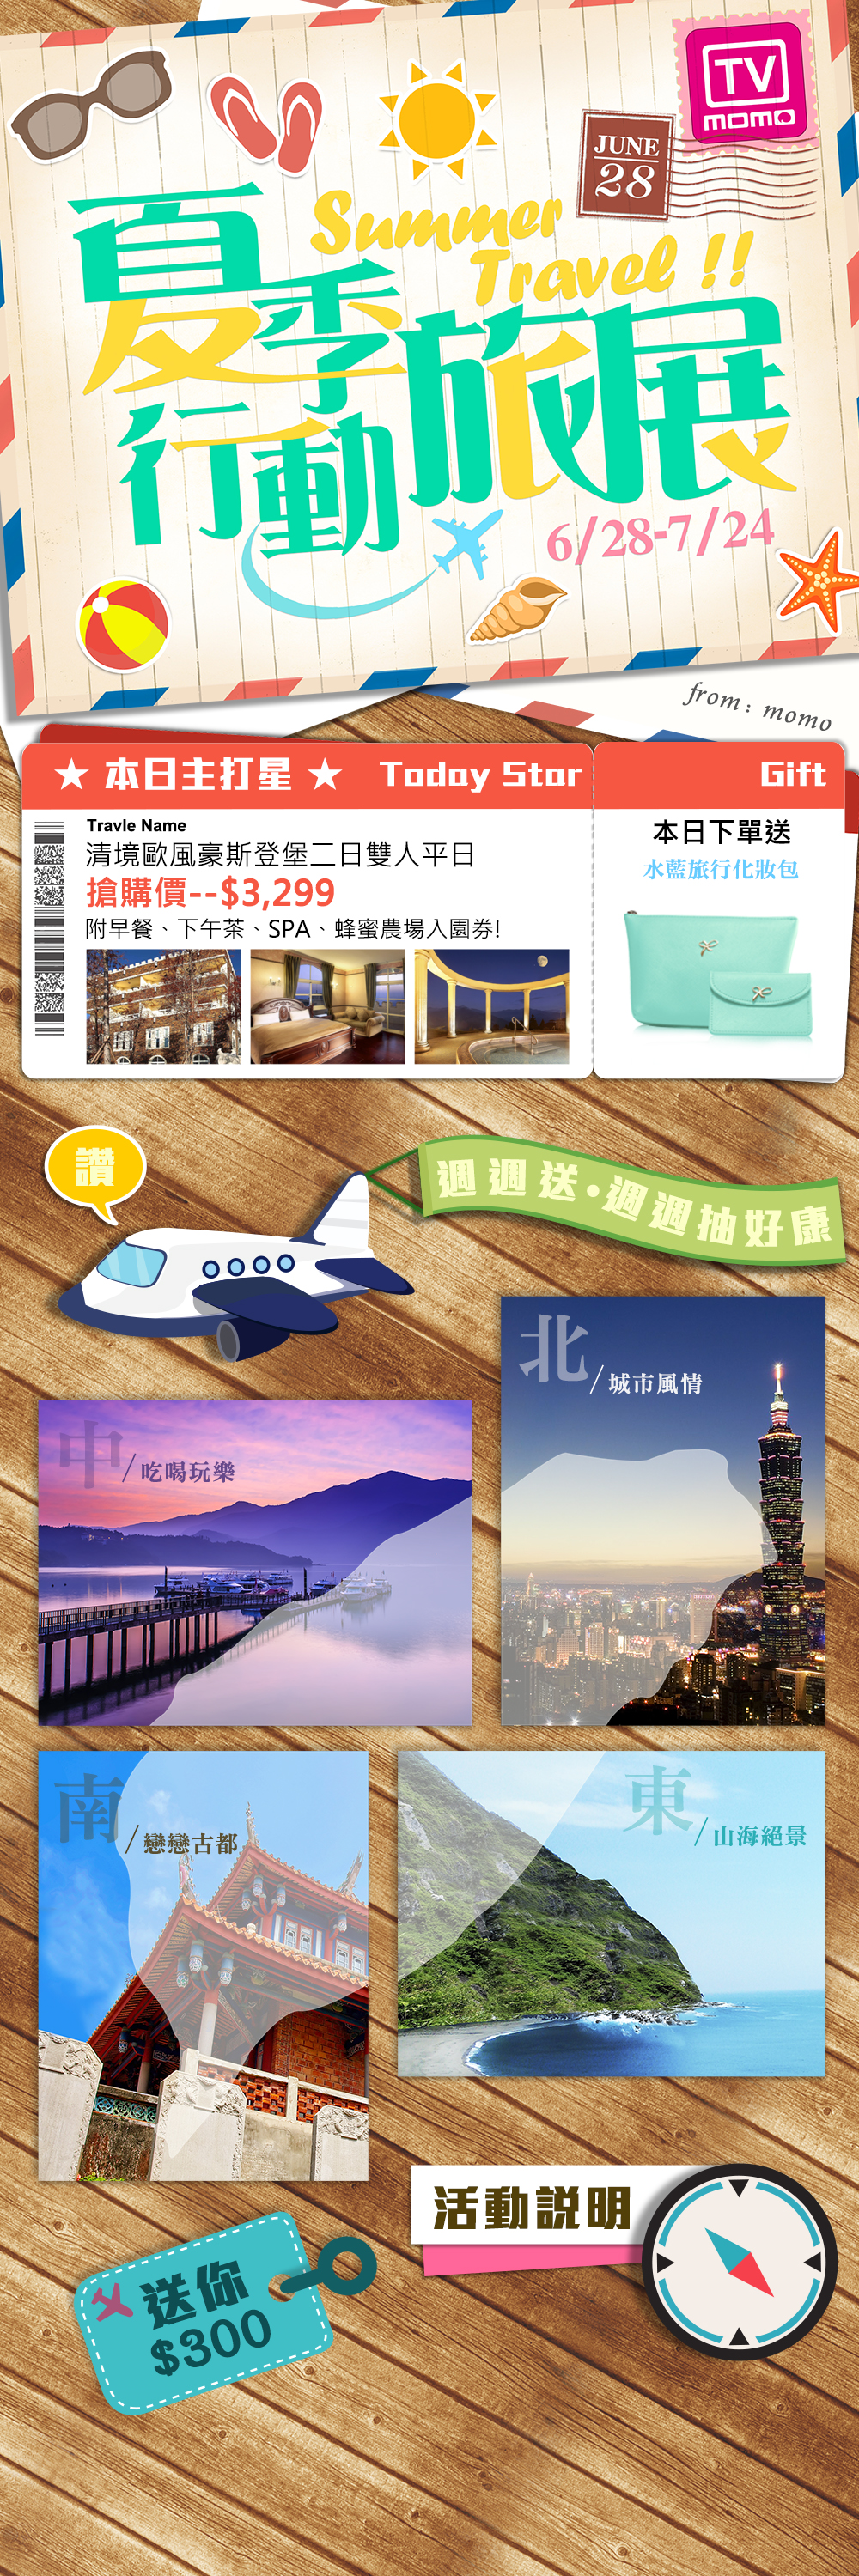 TV
momo
JUNE
28
Summer
Travel !!
夏季
行動旅展
6/28-7/24
from: momo
★ 本日主打星 ★ Today Star
Gift
Travle Name
清境歐風豪斯登堡二日雙人平日
搶購價--$3,299
附早餐、下午茶、SPA、蜂蜜農場入園券!
本日下單送
水藍旅行化妝包
讚
週週送•週週抽好康
北/城市風情
中/吃喝玩樂
南/戀戀古都
東/山海絕景
活動説明
送你
$300